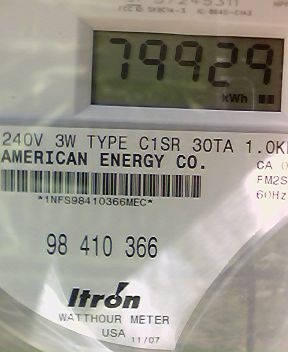 79929
kWh
240V 3W TYPE C1SR 30TA 1.0K
AMERICAN ENERGY CO.
CA 0
FM2S
60Hz
*1NFS98410366MEC*
98 410 366
Itron
WATTHOUR METER
USA 11/07